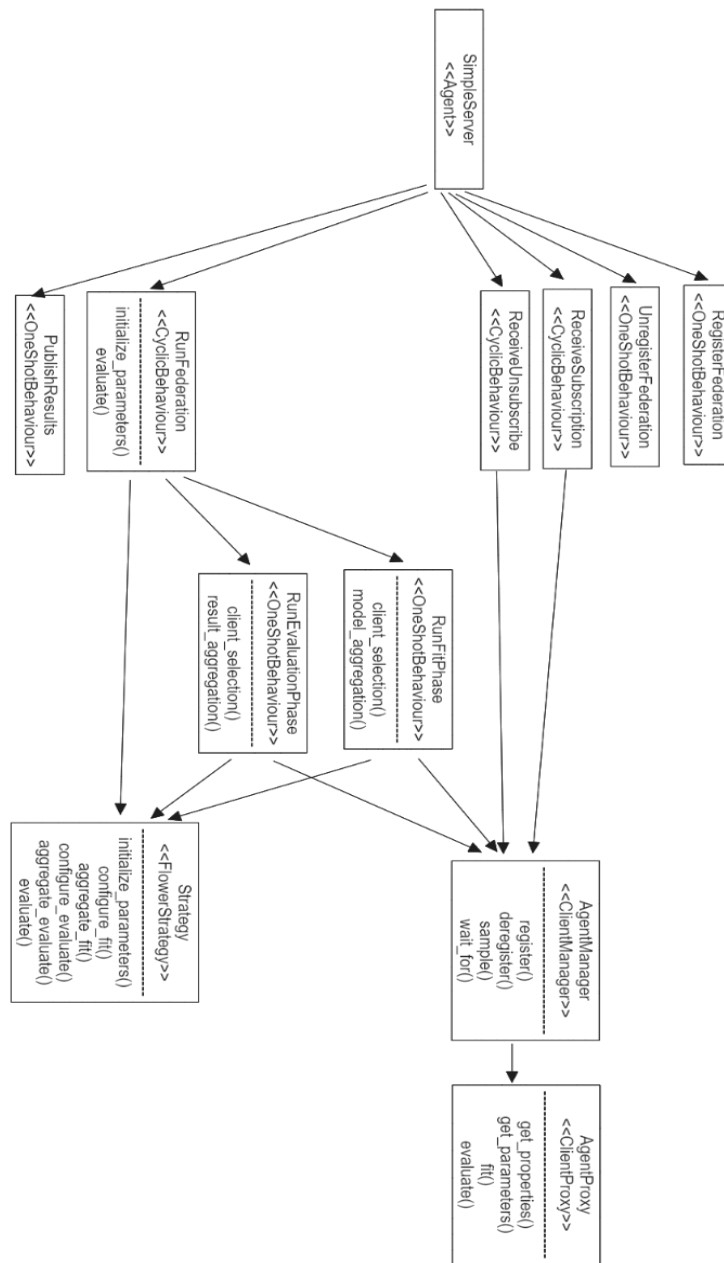 SimpleServer
<<Agent>>
RegisterFederation
<<OneShotBehaviour>>
UnregisterFederation
<<OneShotBehaviour>>
ReceiveSubscription
<<CyclicBehaviour>>
ReceiveUnsubscribe
<<CyclicBehaviour>>
RunFederation
<<CyclicBehaviour>>
initialize_parameters()
evaluate()
PublishResults
<<OneShotBehaviour>>
RunFitPhase
<<OneShotBehaviour>>
client_selection()
model_aggregation()
RunEvaluationPhase
<<OneShotBehaviour>>
client_selection()
result_aggregation()
AgentManager
<<ClientManager>>
register()
deregister()
sample()
wait_for()
Strategy
<<FlowerStrategy>>
initialize_parameters()
configure_fit()
aggregate_fit()
configure_evaluate()
aggregate_evaluate()
evaluate()
AgentProxy
<<ClientProxy>>
get_properties()
get_parameters()
fit()
evaluate()